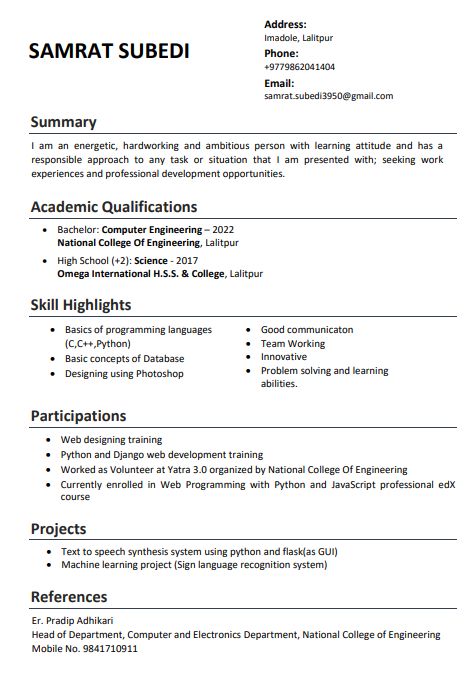 SAMRAT SUBEDI
Address:
Imadole, Lalitpur
Phone:
+9779862041404
Email:
samrat.subedi3950@gmail.com
Summary
I am an energetic, hardworking and ambitious person with learning attitude and has a
responsible approach to any task or situation that I am presented with; seeking work
experiences and professional development opportunities.
Academic Qualifications
• Bachelor: Computer Engineering – 2022
National College Of Engineering, Lalitpur
• High School (+2): Science - 2017
Omega International H.S.S. & College, Lalitpur
Skill Highlights
• Basics of programming languages
(C,C++,Python)
• Basic concepts of Database
• Designing using Photoshop
• Good communicaton
• Team Working
• Innovative
• Problem solving and learning
abilities.
Participations
• Web designing training
• Python and Django web development training
• Worked as Volunteer at Yatra 3.0 organized by National College Of Engineering
• Currently enrolled in Web Programming with Python and JavaScript professional edX
course
Projects
• Text to speech synthesis system using python and flask(as GUI)
• Machine learning project (Sign language recognition system)
References
Er. Pradip Adhikari
Head of Department, Computer and Electronics Department, National College of Engineering
Mobile No. 9841710911